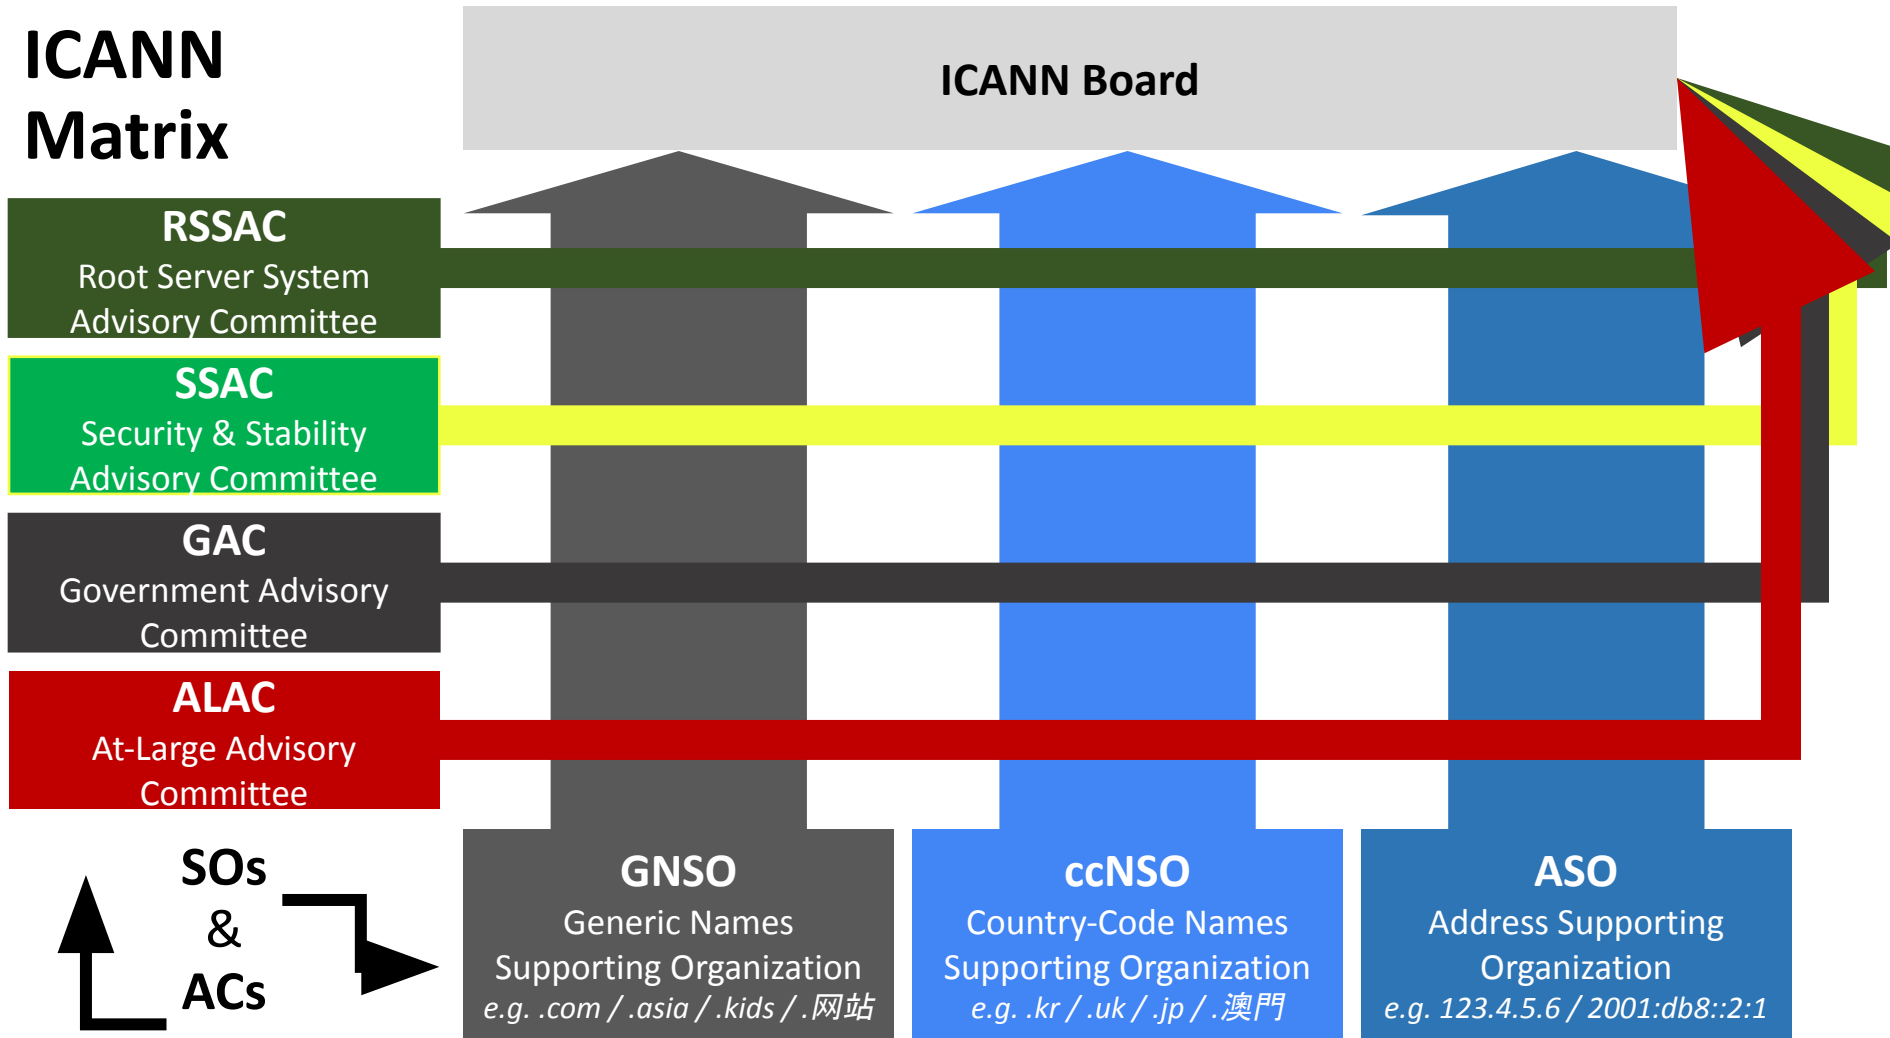 ICANN
Matrix
ICANN Board
RSSAC
Root Server System
Advisory Committee
SSAC
Security & Stability
Advisory Committee
GAC
Government Advisory
Committee
ALAC
At-Large Advisory
Committee
SOs
&
ACs
GNSO
Generic Names
Supporting Organization
e.g. .com / .asia / .kids / .网站
ccNSO
Country-Code Names
Supporting Organization
e.g. .kr / .uk / .jp / .澳門
ASO
Address Supporting
Organization
e.g. 123.4.5.6 / 2001:db8::2:1